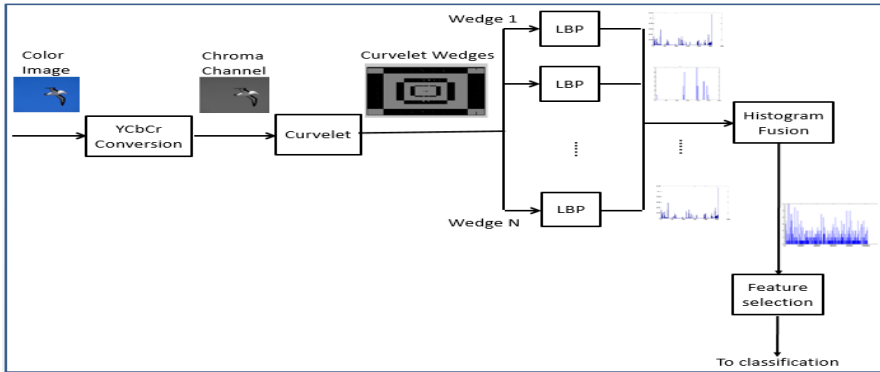 Color
Image
YCbCr
Conversion
Chroma
Channel
Curvelet
Curvelet Wedges
Wedge 1
LBP
LBP
LBP
Wedge N
Histogram
Fusion
Feature
selection
To classification